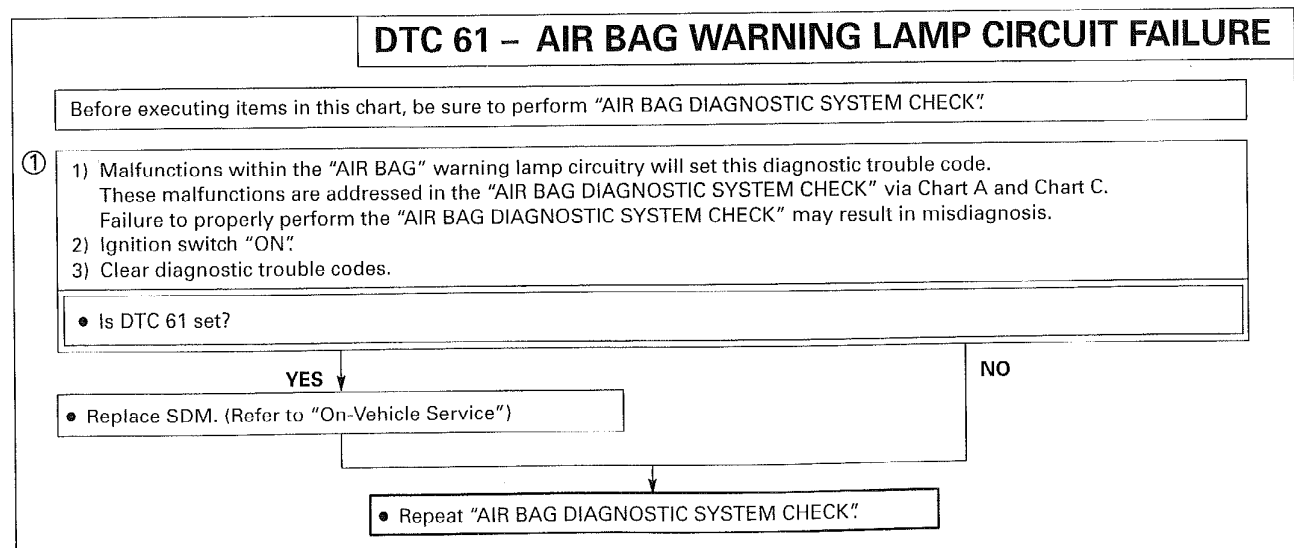 DTC 61 – AIR BAG WARNING LAMP CIRCUIT FAILURE
Before executing items in this chart, be sure to perform “AIR BAG DIAGNOSTIC SYSTEM CHECK”.
① 1) Malfunctions within the “AIR BAG” warning lamp circuitry will set this diagnostic trouble code.
These malfunctions are addressed in the “AIR BAG DIAGNOSTIC SYSTEM CHECK” via Chart A and Chart C.
Failure to properly perform the “AIR BAG DIAGNOSTIC SYSTEM CHECK” may result in misdiagnosis.
2) Ignition switch “ON”.
3) Clear diagnostic trouble codes.
● Is DTC 61 set?
YES
NO
● Replace SDM. (Refer to “On-Vehicle Service”)
● Repeat “AIR BAG DIAGNOSTIC SYSTEM CHECK”.